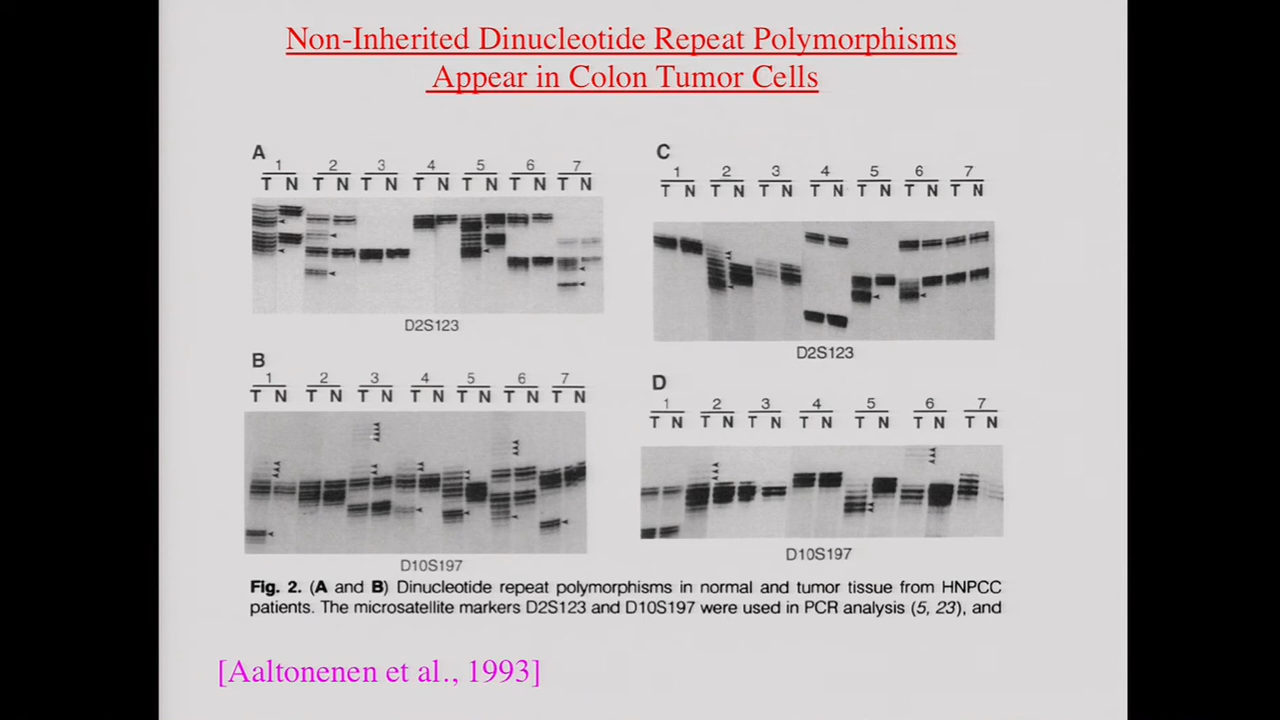 Non-Inherited Dinucleotide Repeat Polymorphisms
Appear in Colon Tumor Cells
A
1 2 3 4 5 6 7
T N T N T N T N T N T N T N
D2S123
C
1 2 3 4 5 6 7
T N T N T N T N T N T N T N
D2S123
B
1 2 3 4 5 6 7
T N T N T N T N T N T N T N
D10S197
D
1 2 3 4 5 6 7
T N T N T N T N T N T N T N
D10S197
Fig. 2. (A and B) Dinucleotide repeat polymorphisms in normal and tumor tissue from HNPCC
patients. The microsatellite markers D2S123 and D10S197 were used in PCR analysis (5, 23), and
[Aaltonenen et al., 1993]